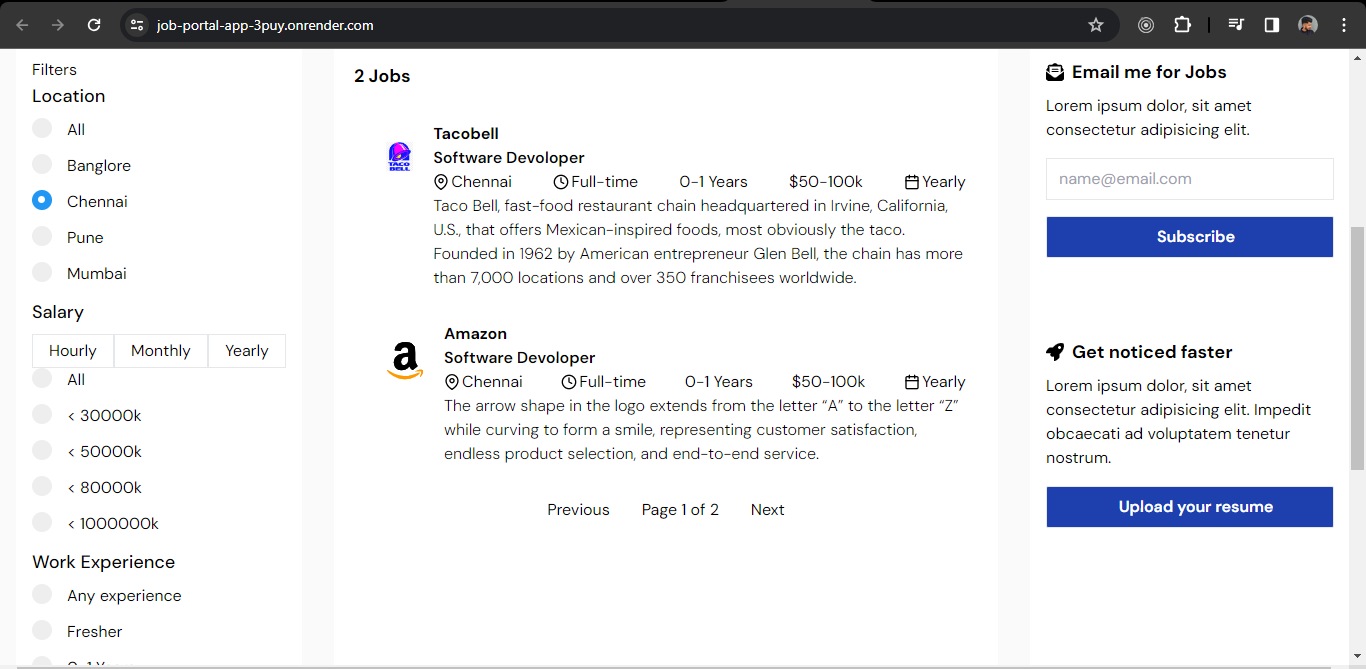 job-portal-app-3puy.onrender.com
Filters
Location
All
Banglore
Chennai
Pune
Mumbai
Salary
Hourly Monthly Yearly
All
< 30000k
< 50000k
< 80000k
< 1000000k
Work Experience
Any experience
Fresher
2 Jobs
TACO
BELL
Tacobell
Software Devoloper
Chennai Full-time 0-1 Years $50-100k Yearly
Taco Bell, fast-food restaurant chain headquartered in Irvine, California,
U.S., that offers Mexican-inspired foods, most obviously the taco.
Founded in 1962 by American entrepreneur Glen Bell, the chain has more
than 7,000 locations and over 350 franchisees worldwide.
a
Amazon
Software Devoloper
Chennai Full-time 0-1 Years $50-100k Yearly
The arrow shape in the logo extends from the letter “A” to the letter “Z”
while curving to form a smile, representing customer satisfaction,
endless product selection, and end-to-end service.
Previous Page 1 of 2 Next
Email me for Jobs
Lorem ipsum dolor, sit amet
consectetur adipisicing elit.
name@email.com
Subscribe
Get noticed faster
Lorem ipsum dolor, sit amet
consectetur adipisicing elit. Impedit
obcaecati ad voluptatem tenetur
nostrum.
Upload your resume